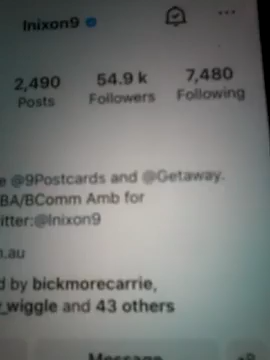 lnixon9
2,490 54.9 k 7,480
Posts Followers Following
e @9Postcards and @Getaway.
BA/BComm Amb for
itter:@lnixon9
n.au
d by bickmorecarrie,
_wiggle and 43 others
Message